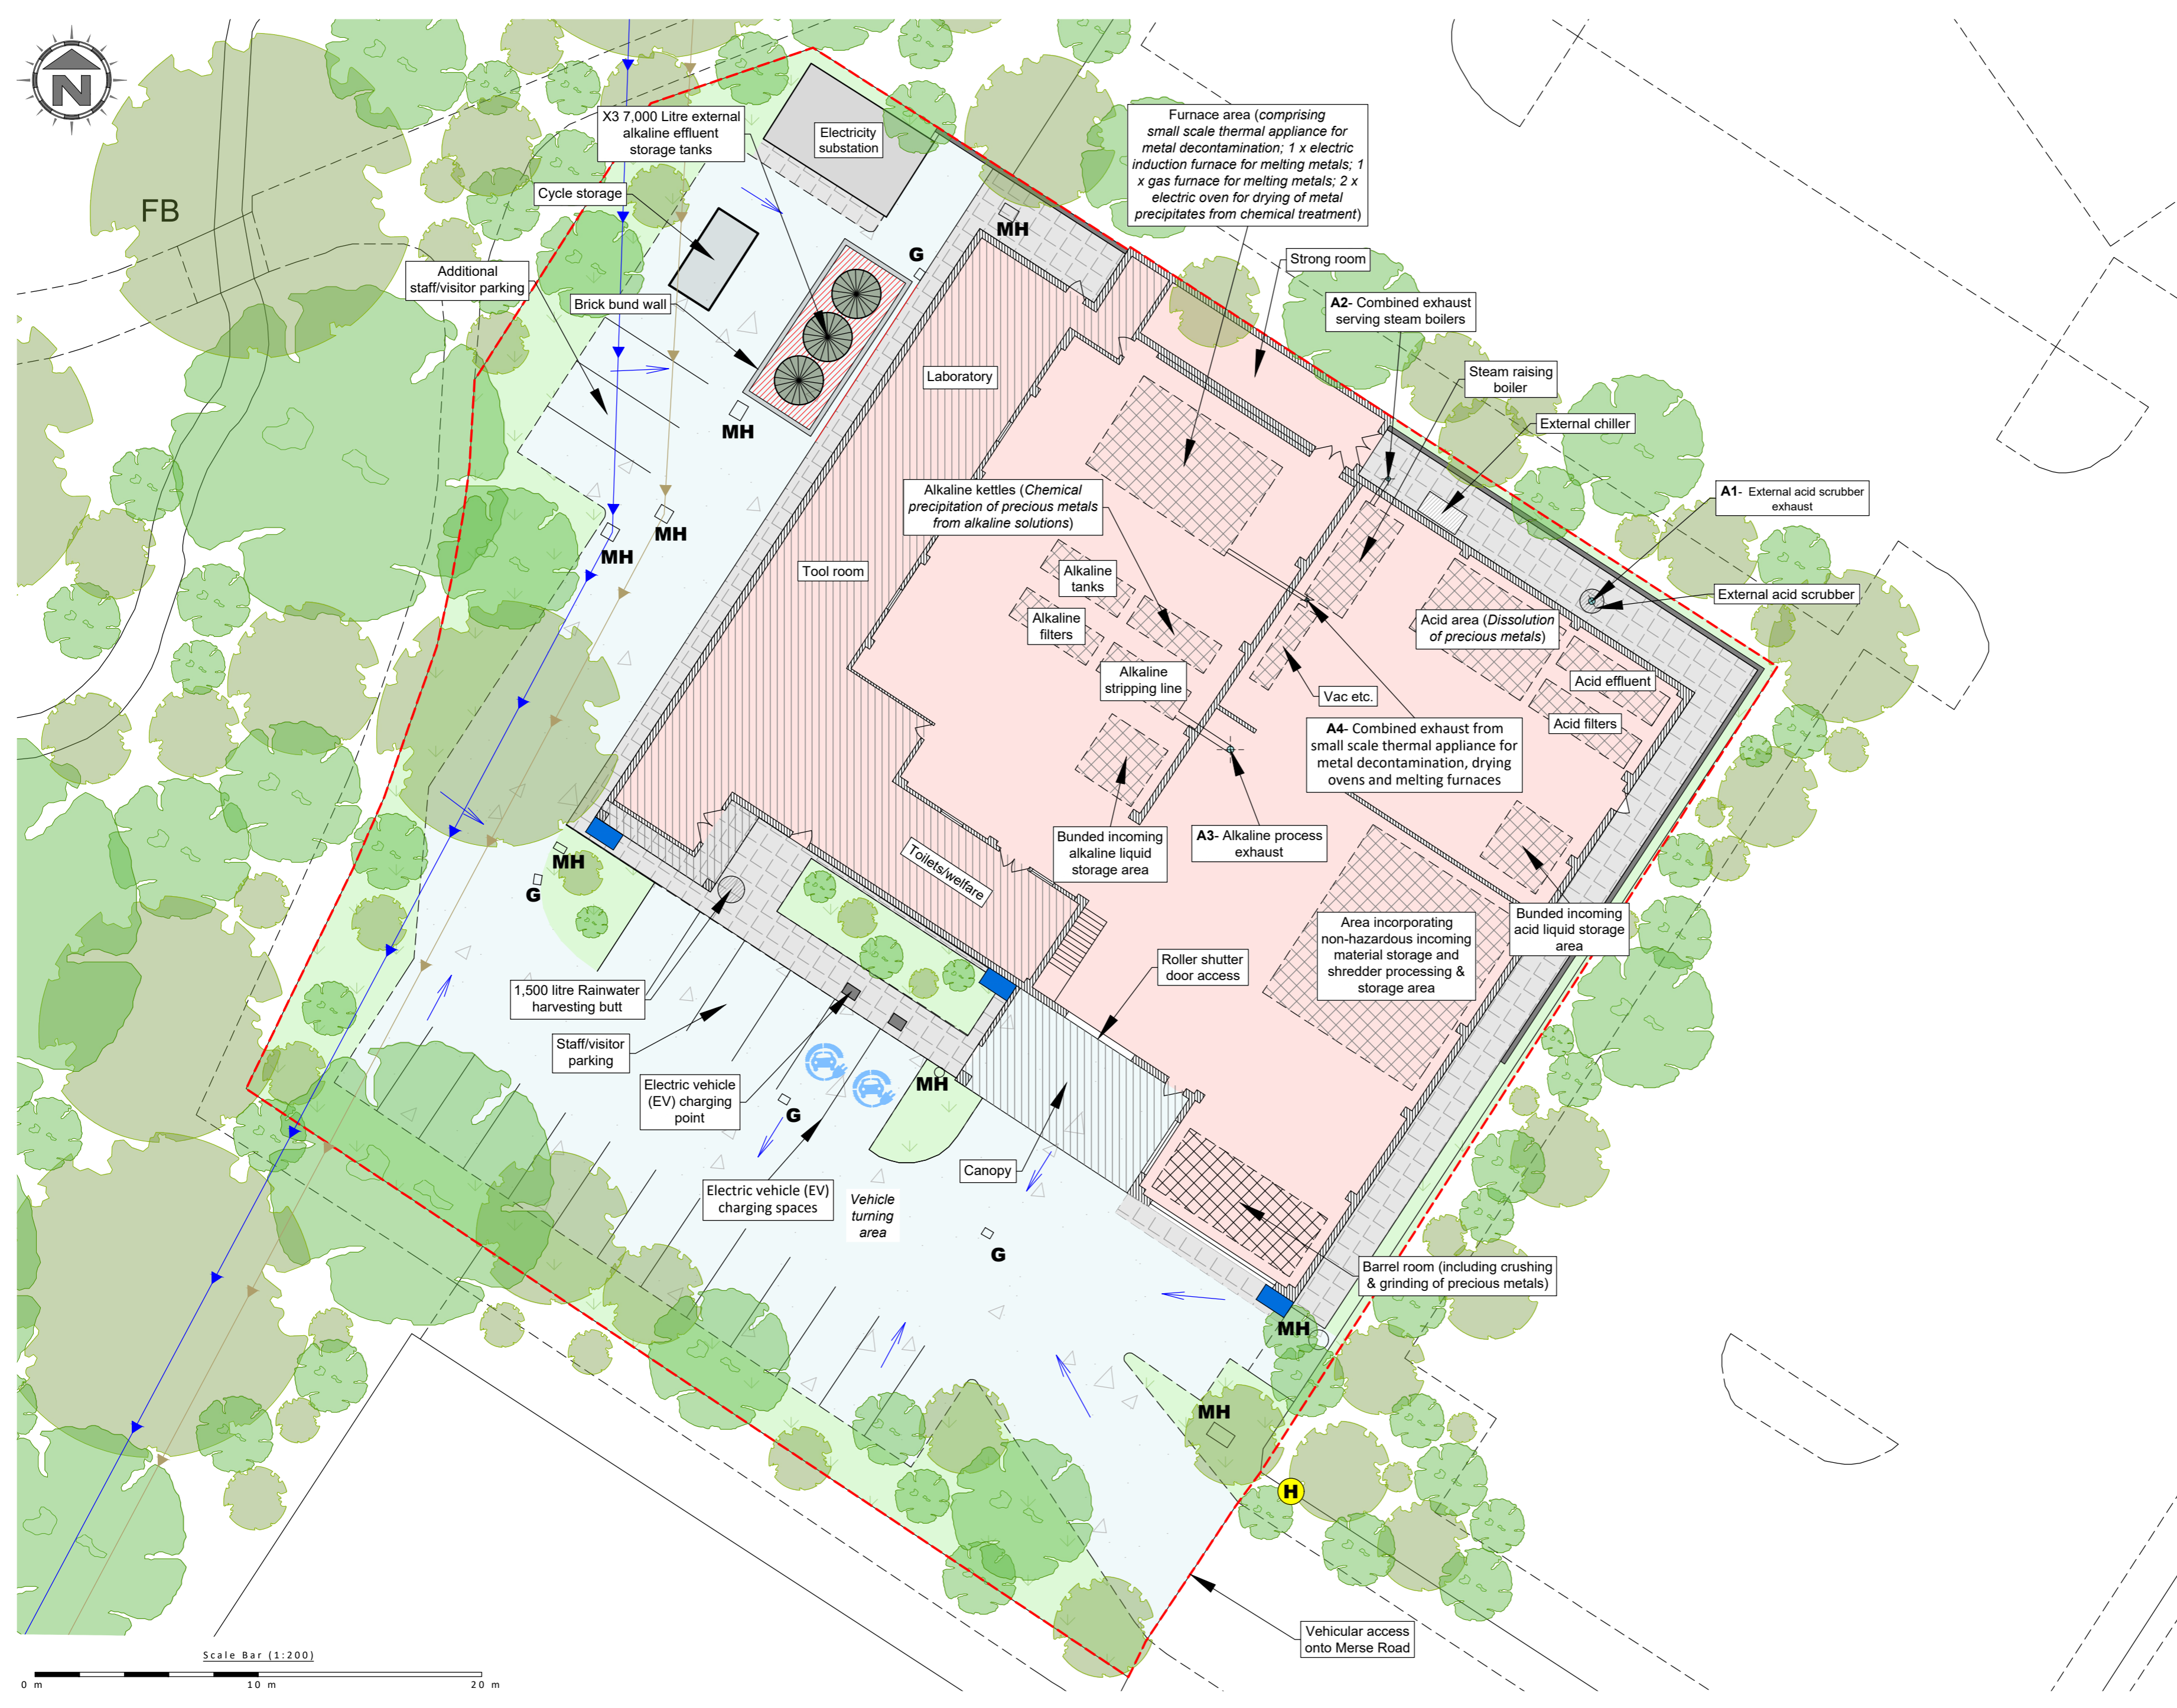 N
FB
X3 7,000 Litre external
alkaline effluent
storage tanks
Electricity
substation
Furnace area (comprising
small scale thermal appliance for
metal decontamination; 1 x electric
induction furnace for melting metals; 1
x gas furnace for melting metals; 2 x
electric oven for drying of metal
precipitates from chemical treatment)
Cycle storage
MH
G
Strong room
Additional
staff/visitor parking
Brick bund wall
A2- Combined exhaust
serving steam boilers
Laboratory
Steam raising
boiler
External chiller
MH
A1- External acid scrubber
exhaust
Alkaline kettles (Chemical
precipitation of precious metals
from alkaline solutions)
MH
MH
Tool room
Alkaline
tanks
External acid scrubber
Alkaline
filters
Acid area (Dissolution
of precious metals)
Alkaline
stripping line
Acid effluent
Vac etc.
Acid filters
A4- Combined exhaust from
small scale thermal appliance for
metal decontamination, drying
ovens and melting furnaces
Bunded incoming
alkaline liquid
storage area
A3- Alkaline process
exhaust
MH
G
Toilets/welfare
Area incorporating
non-hazardous incoming
material storage and
shredder processing &
storage area
Bunded incoming
acid liquid storage
area
1,500 litre Rainwater
harvesting butt
Roller shutter
door access
Staff/visitor
parking
Electric vehicle
(EV) charging
point
MH
G
Canopy
Electric vehicle (EV)
charging spaces
Vehicle
turning
area
G
Barrel room (including crushing
& grinding of precious metals)
MH
MH
H
Vehicular access
onto Merse Road
Scale Bar (1:200)
0 m 10 m 20 m